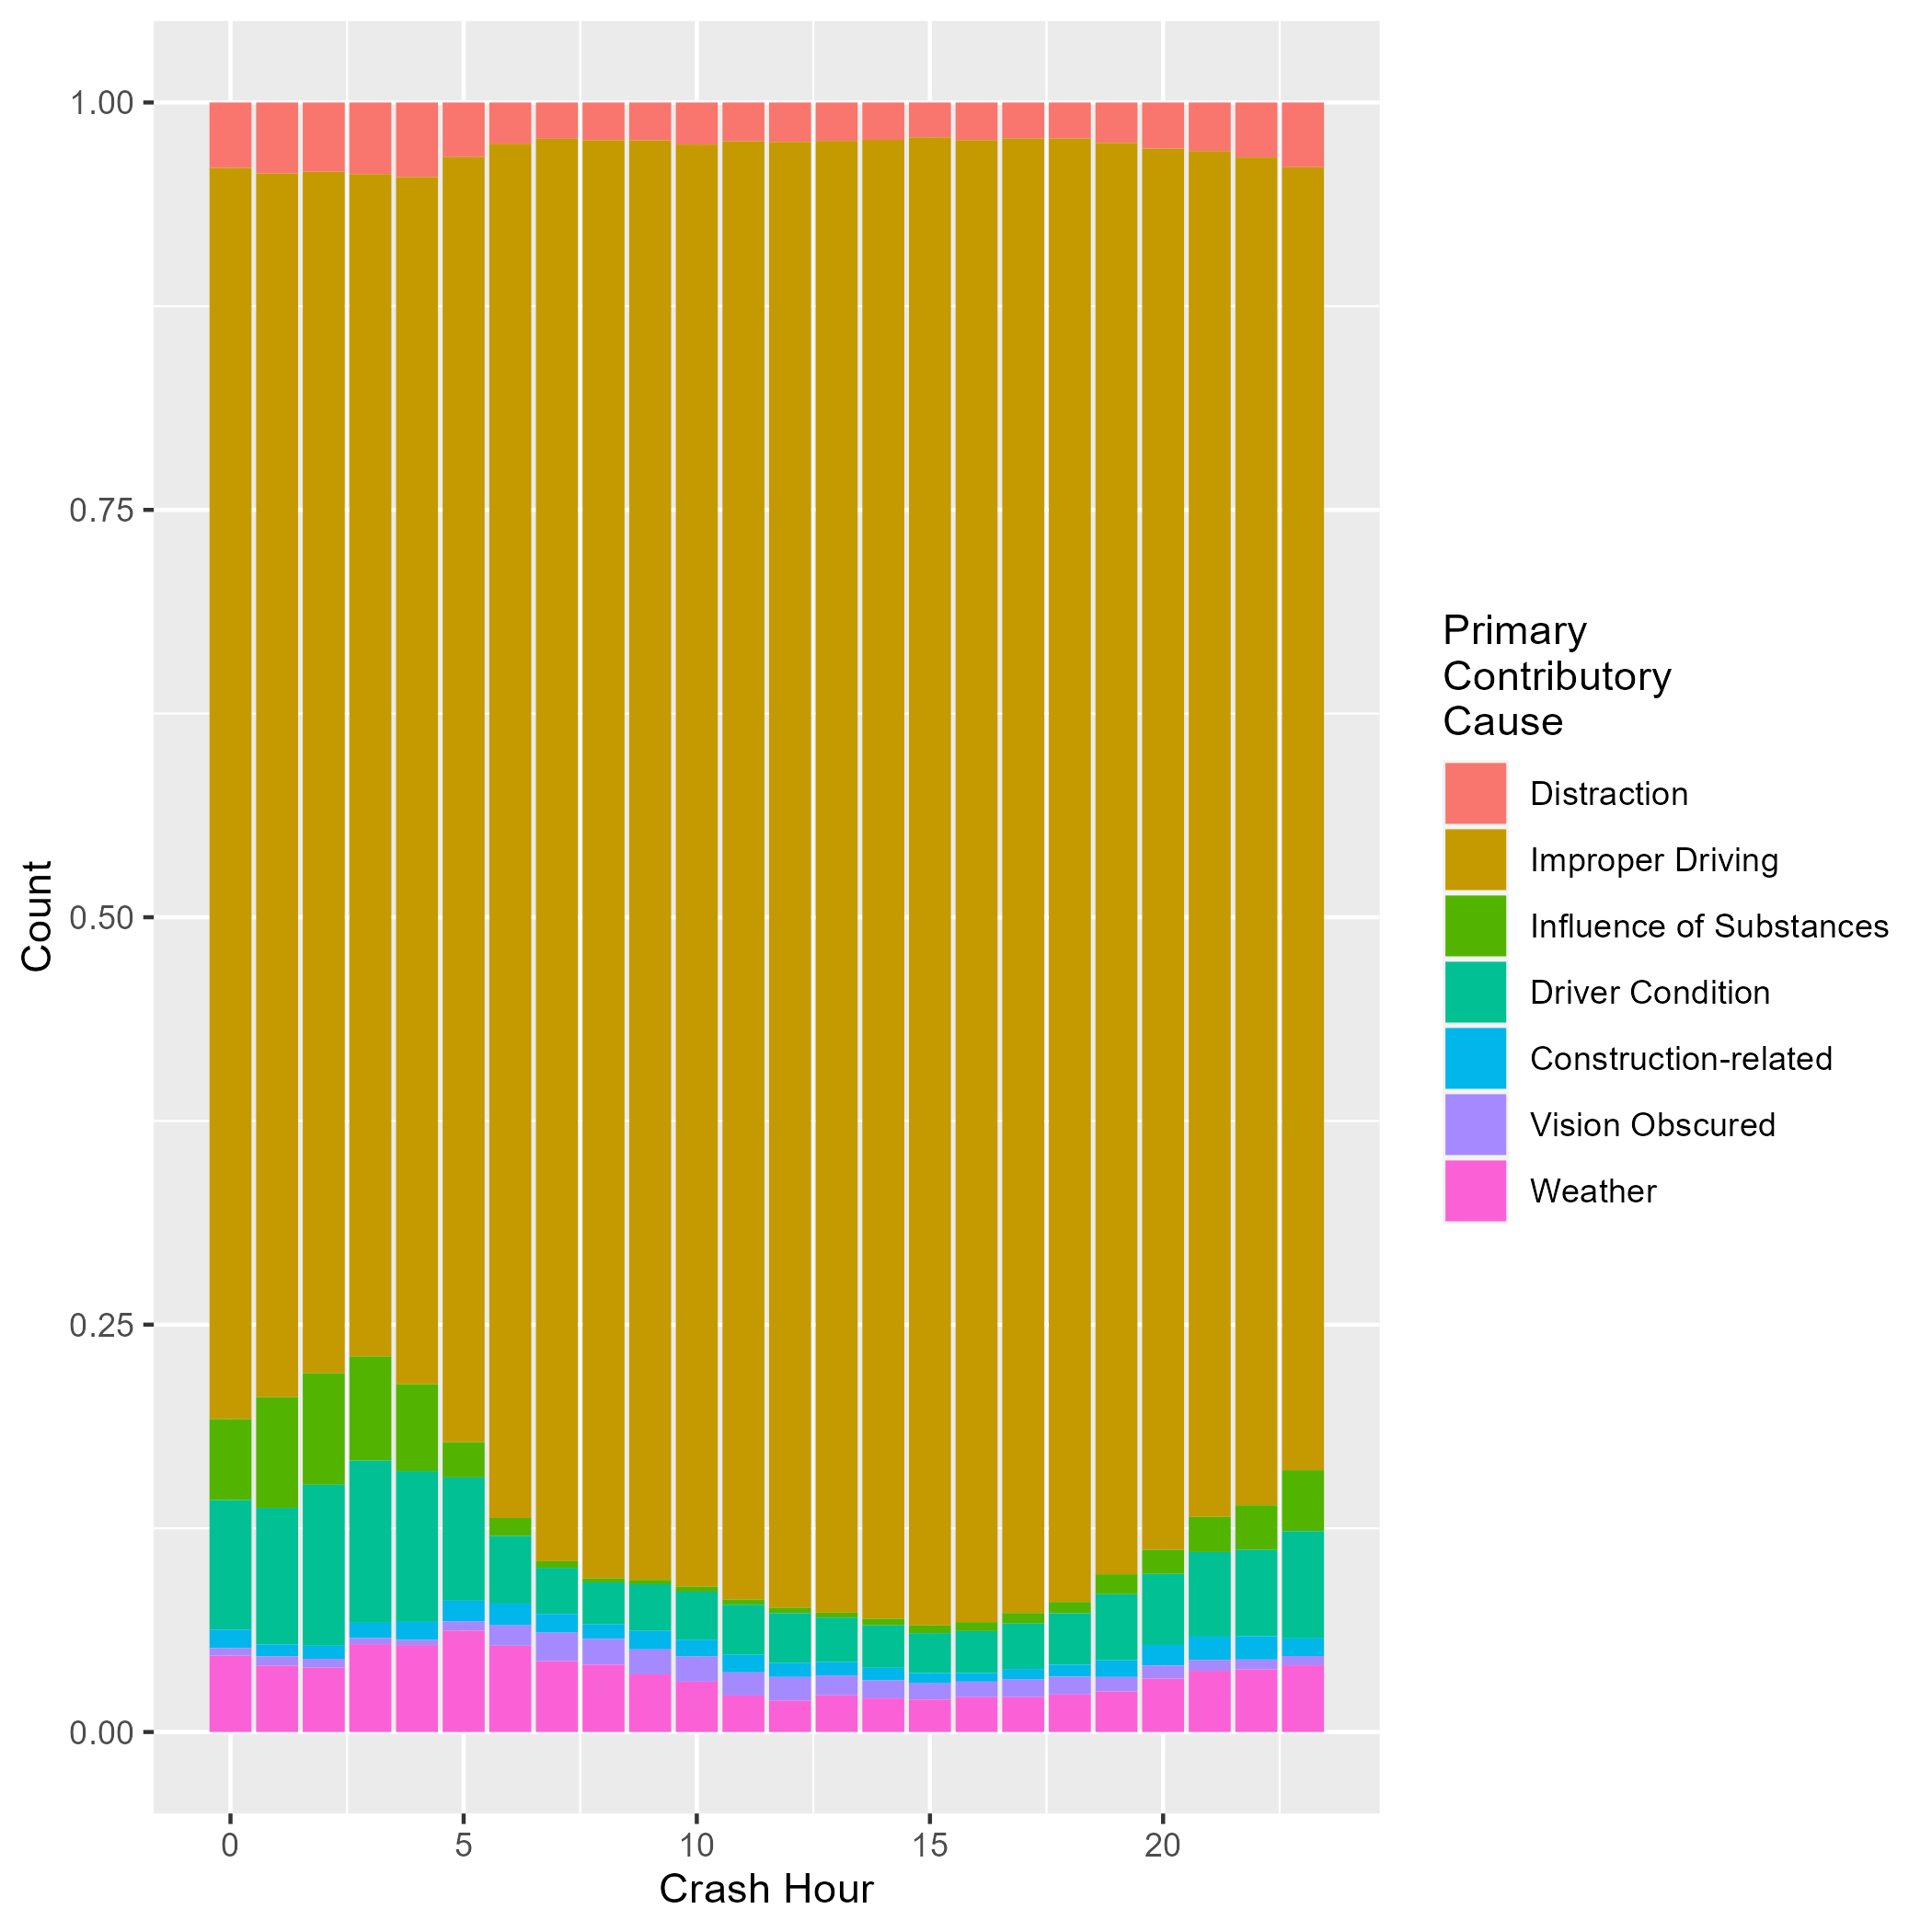 1.00
0.75
0.50
0.25
0.00
Count
0
5
10
15
20
Crash Hour
Primary
Contributory
Cause
Distraction
Improper Driving
Influence of Substances
Driver Condition
Construction-related
Vision Obscured
Weather